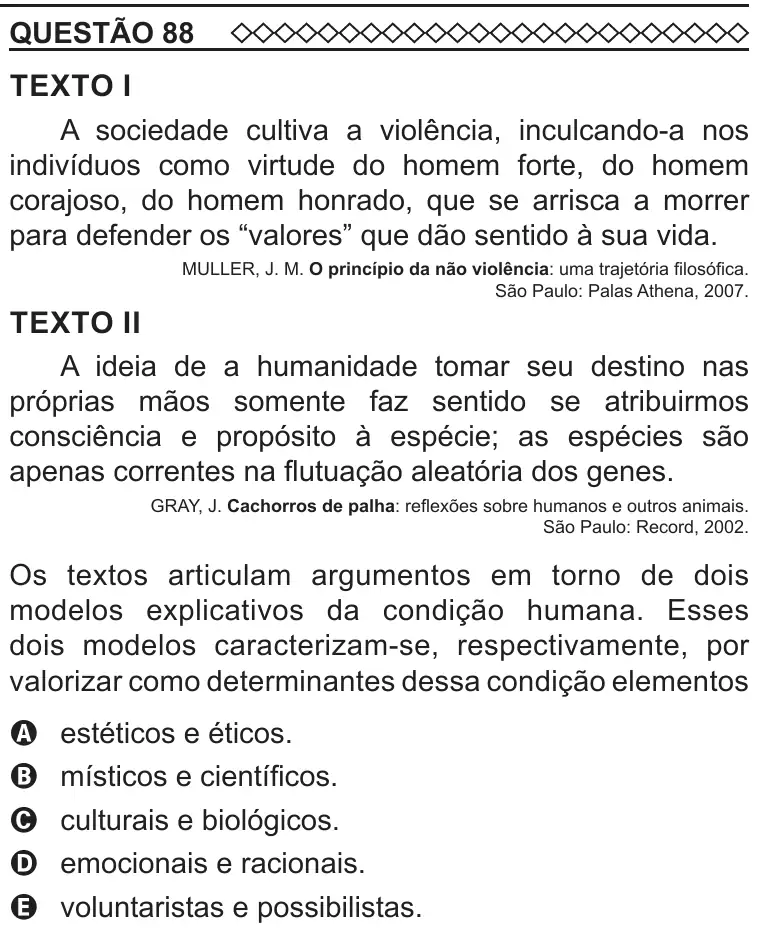 QUESTÃO 88
TEXTO I
A sociedade cultiva a violência, inculcando-a nos
indivíduos como virtude do homem forte, do homem
corajoso, do homem honrado, que se arrisca a morrer
para defender os “valores” que dão sentido à sua vida.
MULLER, J. M. O princípio da não violência: uma trajetória filosófica.
São Paulo: Palas Athena, 2007.
TEXTO II
A ideia de a humanidade tomar seu destino nas
próprias mãos somente faz sentido se atribuirmos
consciência e propósito à espécie; as espécies são
apenas correntes na flutuação aleatória dos genes.
GRAY, J. Cachorros de palha: reflexões sobre humanos e outros animais.
São Paulo: Record, 2002.
Os textos articulam argumentos em torno de dois
modelos explicativos da condição humana. Esses
dois modelos caracterizam-se, respectivamente, por
valorizar como determinantes dessa condição elementos
A estéticos e éticos.
B místicos e científicos.
C culturais e biológicos.
D emocionais e racionais.
E voluntaristas e possibilistas.